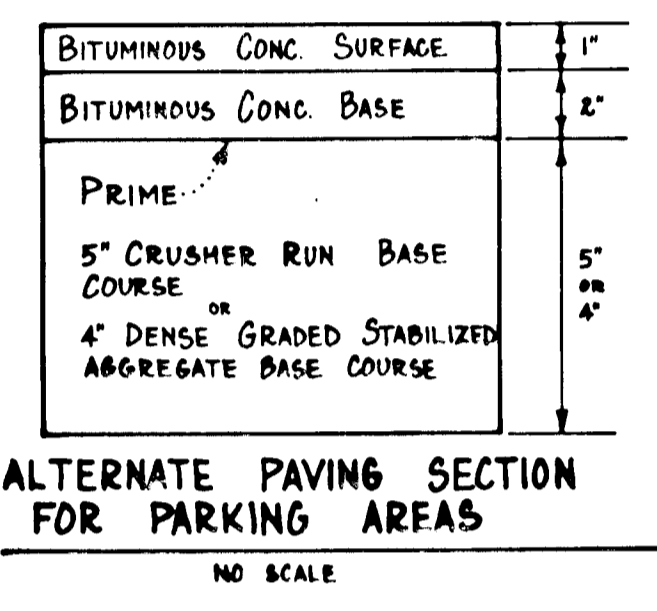 BITUMINOUS CONC. SURFACE 1"
BITUMINOUS CONC. BASE 2"
PRIME
5" CRUSHER RUN BASE
COURSE
OR
4" DENSE GRADED STABILIZED
AGGREGATE BASE COURSE
5"
OR
4"
ALTERNATE PAVING SECTION
FOR PARKING AREAS
NO SCALE